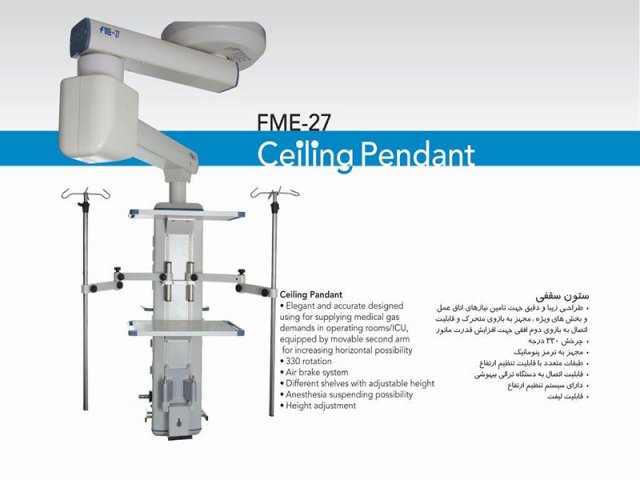 FME-27
FME-27
Ceiling Pendant
Ceiling Pandant
• Elegant and accurate designed
using for supplying medical gas
demands in operating rooms/ICU,
equipped by movable second arm
for increasing horizontal possibility
• 330 rotation
• Air brake system
• Different shelves with adjustable height
• Anesthesia suspending possibility
• Height adjustment
ستون سقفی
• طراحی زیبا و دقیق جهت تامین نیازهای اتاق عمل
و بخش های ویژه ، مجهز به بازوی متحرک و قابلیت
اتصال به بازوی دوم افقی جهت افزایش قدرت مانور
• چرخش ۳۳۰ درجه
• مجهز به ترمز پنوماتیک
• طبقات متعدد با قابلیت تنظیم ارتفاع
• قابلیت اتصال به دستگاه ترالی بیهوشی
• دارای سیستم تنظیم ارتفاع
• قابلیت لیفت